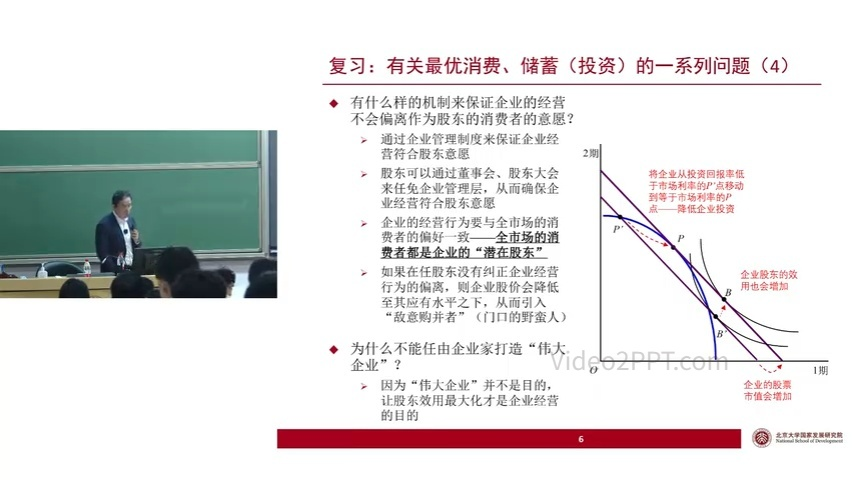 复习：有关最优消费、储蓄（投资）的一系列问题（4）
有什么样的机制来保证企业的经营
不会偏离作为股东的消费者的意愿？
通过企业管理制度来保证企业经
营符合股东意愿
股东可以通过董事会、股东大会
来任免企业管理层，从而确保企
业经营符合股东意愿
企业的经营行为要与全市场的消
费者的偏好一致——全市场的消
费者都是企业的“潜在股东”
如果在任股东没有纠正企业经营
行为的偏离，则企业股价会降低
至其应有水平之下，从而引入
“敌意购并者”（门口的野蛮人）
为什么不能任由企业家打造“伟大
企业”？
因为“伟大企业”并不是目的，
让股东效用最大化才是企业经营
的目的
2期
将企业从投资回报率低
于市场利率的P’点移动
到等于市场利率的P
点——降低企业投资
P’
P
企业股东的效
用也会增加
B
B’
Video2PPT.com
O
1期
企业的股票
市值会增加
6
北京大学国家发展研究院
National School of Development